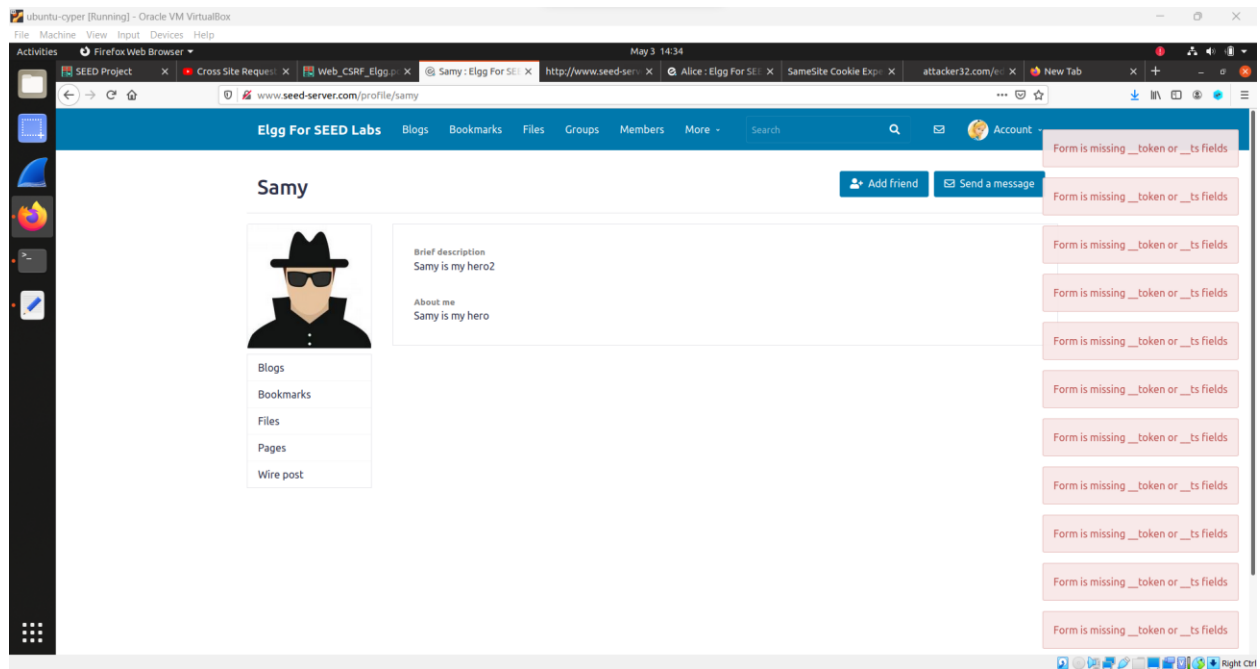 ubuntu-cyper [Running] - Oracle VM VirtualBox
File Machine View Input Devices Help
Activities Firefox Web Browser May 3 14:34
SEED Project Cross Site Reques Web_CSRF_Elgg.p Samy : Elgg For SEE http://www.seed-serv Alice : Elgg For SEE SameSite Cookie Expe attacker32.com/ed New Tab
www.seed-server.com/profile/samy
Elgg For SEED Labs Blogs Bookmarks Files Groups Members More Search Account
Form is missing __token or __ts fields
Samy Add friend Send a message
Form is missing __token or __ts fields
Form is missing __token or __ts fields
Brief description
Samy is my hero2
Form is missing __token or __ts fields
About me
Samy is my hero
Form is missing __token or __ts fields
Blogs
Form is missing __token or __ts fields
Bookmarks
Files
Form is missing __token or __ts fields
Pages
Wire post
Form is missing __token or __ts fields
Form is missing __token or __ts fields
Form is missing __token or __ts fields
Form is missing __token or __ts fields
Right Ctrl